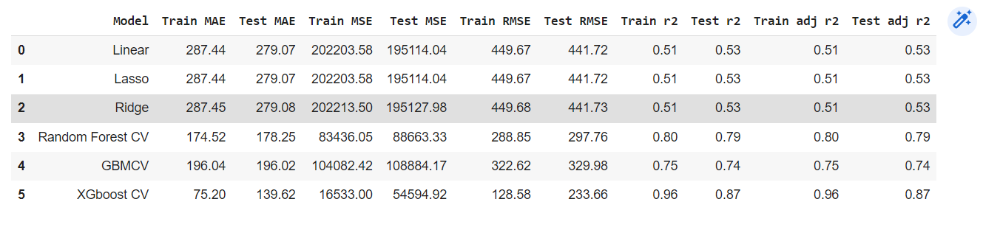 Model Train MAE Test MAE Train MSE Test MSE Train RMSE Test RMSE Train r2 Test r2 Train adj r2 Test adj r2
0 Linear 287.44 279.07 202203.58 195114.04 449.67 441.72 0.51 0.53 0.51 0.53
1 Lasso 287.44 279.07 202203.58 195114.04 449.67 441.72 0.51 0.53 0.51 0.53
2 Ridge 287.45 279.08 202213.50 195127.98 449.68 441.73 0.51 0.53 0.51 0.53
3 Random Forest CV 174.52 178.25 83436.05 88663.33 288.85 297.76 0.80 0.79 0.80 0.79
4 GBMCV 196.04 196.02 104082.42 108884.17 322.62 329.98 0.75 0.74 0.75 0.74
5 XGboost CV 75.20 139.62 16533.00 54594.92 128.58 233.66 0.96 0.87 0.96 0.87